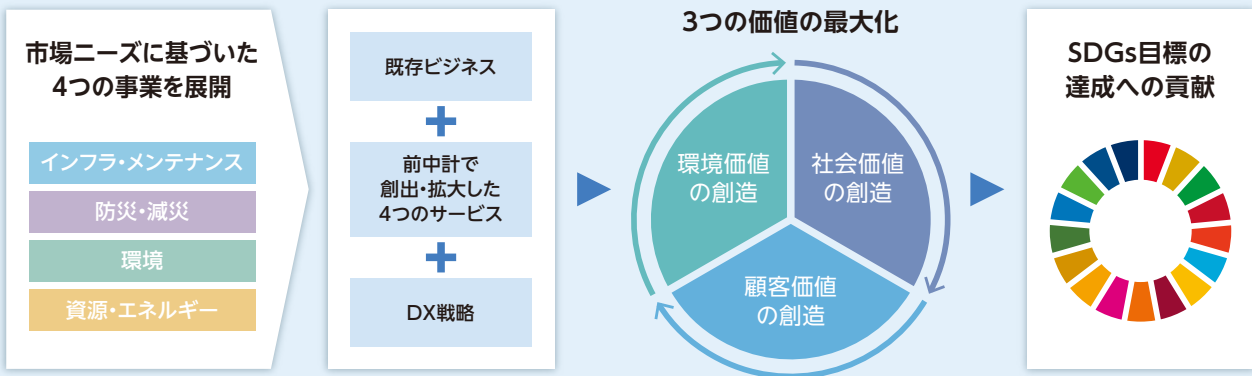 市場ニーズに基づいた
4つの事業を展開
インフラ・メンテナンス
防災・減災
環境
資源・エネルギー
既存ビジネス
+
前中計で
創出・拡大した
4つのサービス
+
DX戦略
3つの価値の最大化
環境価値
の創造
社会価値
の創造
顧客価値
の創造
SDGs目標の
達成への貢献